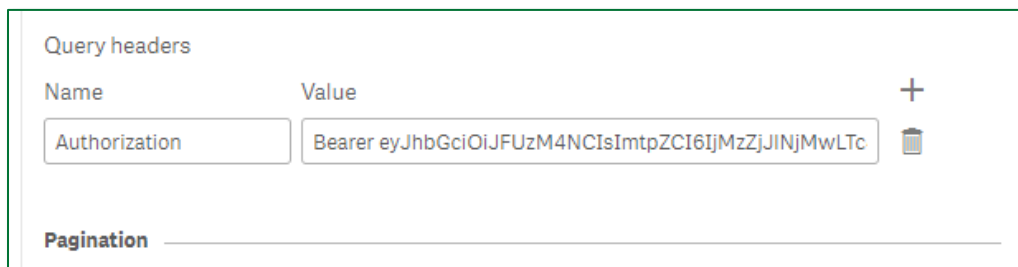 Query headers
Name Value
Authorization Bearer eyJhbGciOiJFUzM4NCIsImtpZCI6IjMzZjJlNjMwLTc
Pagination